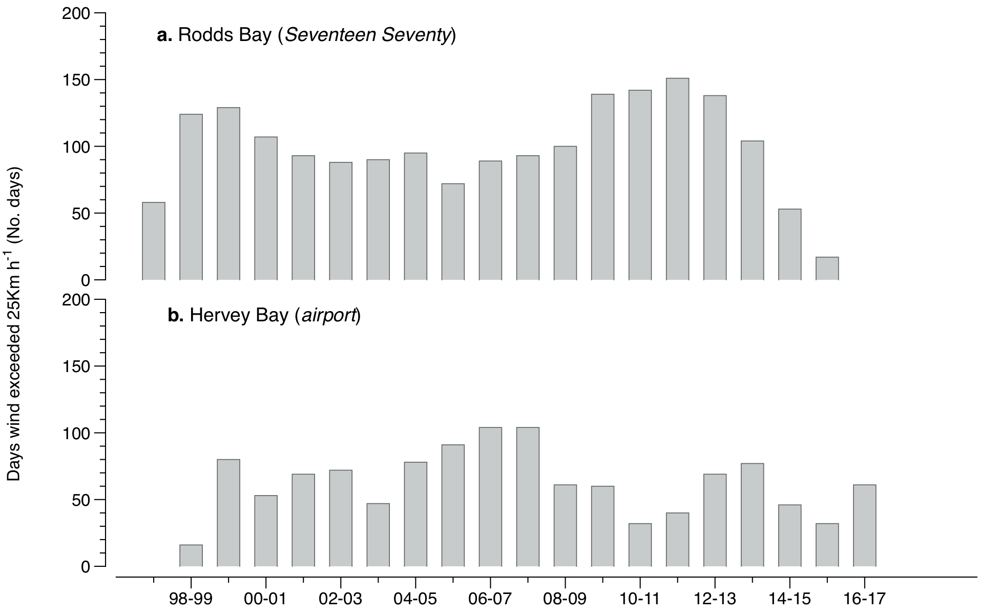 Days wind exceeded 25Km h-1 (No. days)
200
a. Rodds Bay (Seventeen Seventy)
150
100
50
0
200
b. Hervey Bay (airport)
150
100
50
0
98-99 00-01 02-03 04-05 06-07 08-09 10-11 12-13 14-15 16-17